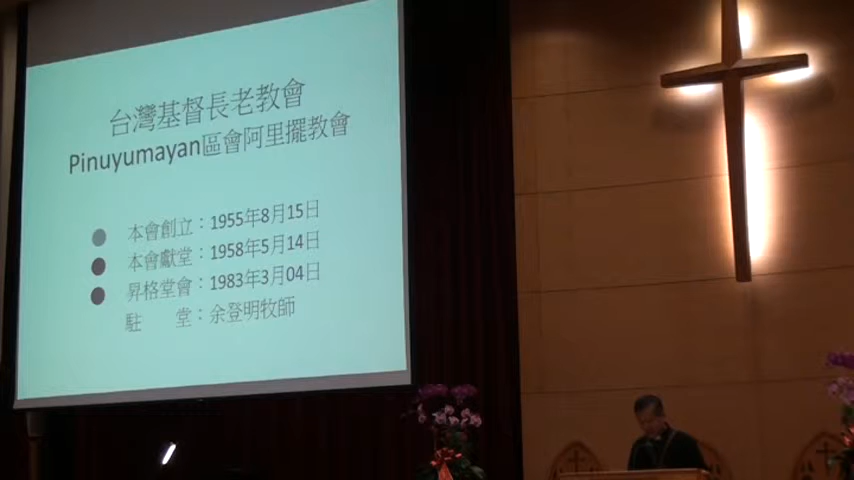 台灣基督長老教會
Pinuyumayan區會阿里擺教會
本會創立：1955年8月15日
本會獻堂：1958年5月14日
昇格堂會：1983年3月04日
駐　　堂：余登明牧師